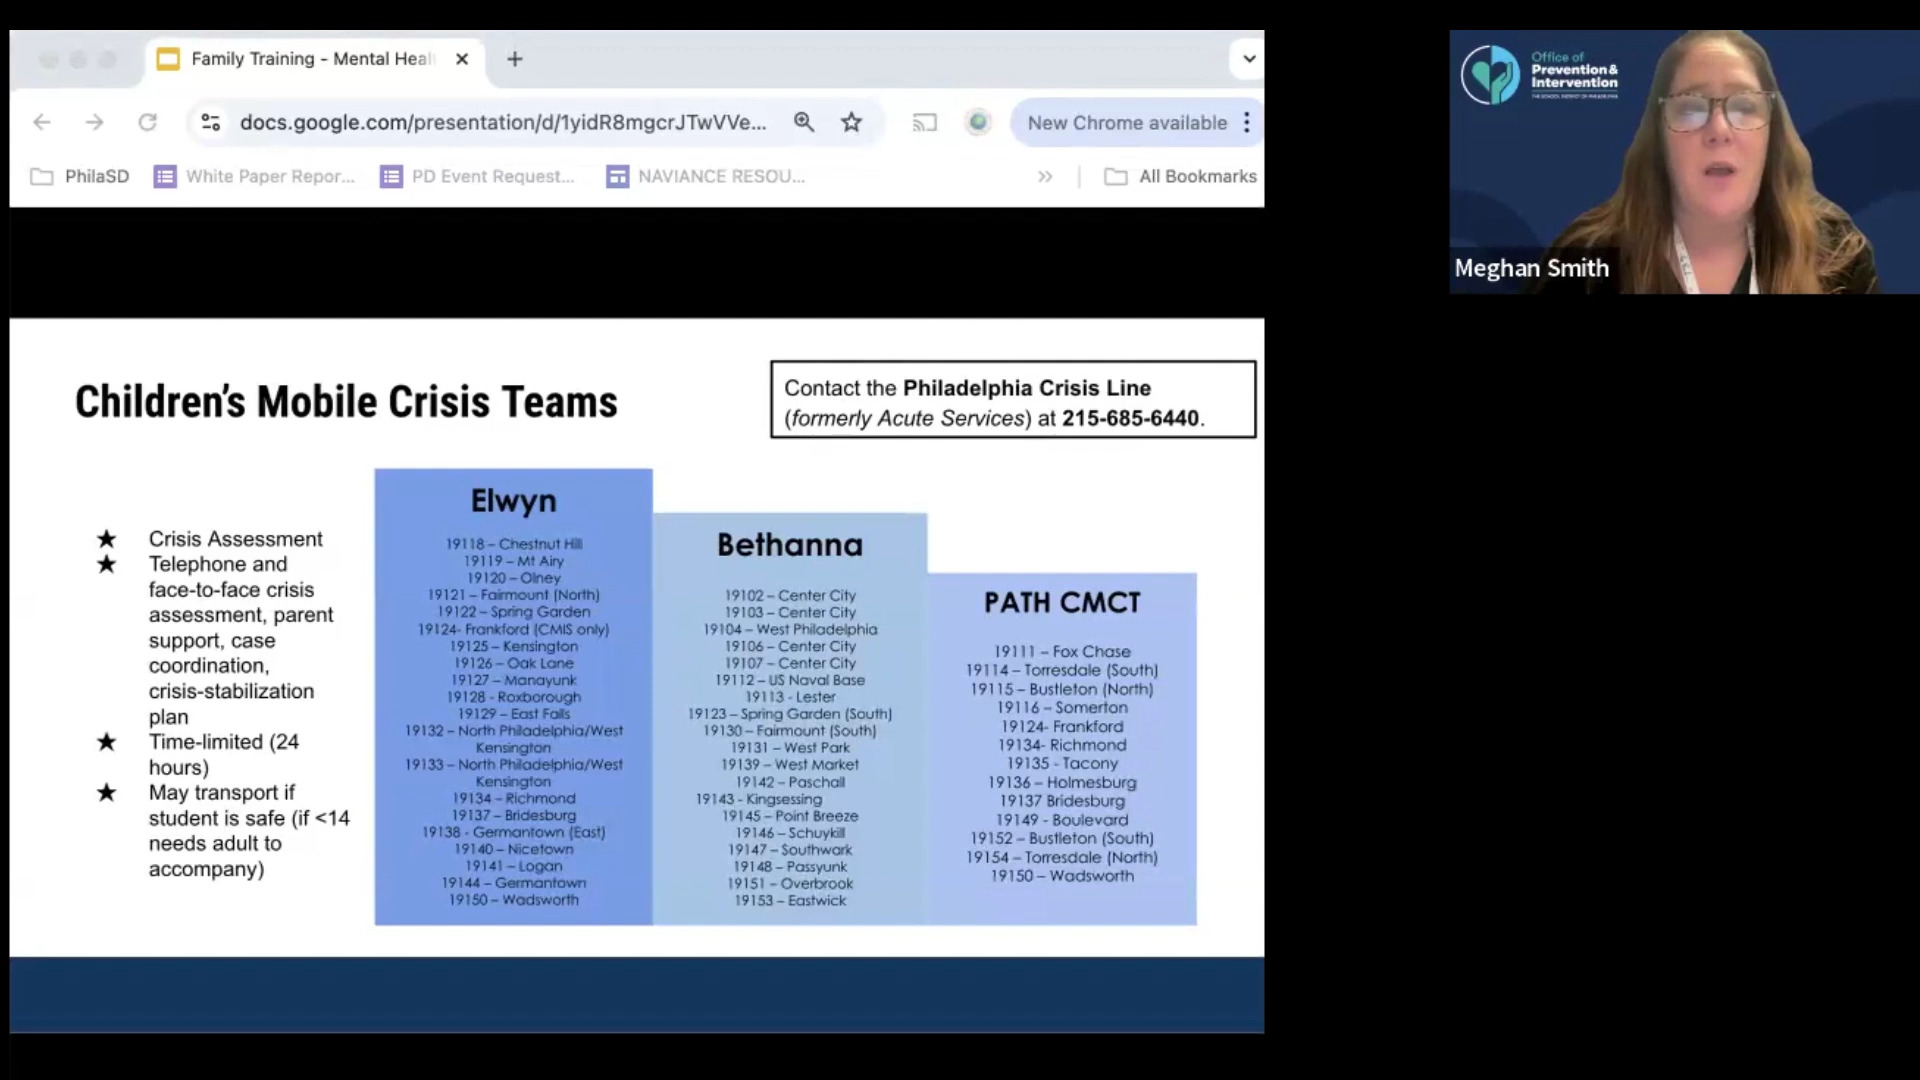 Family Training - Mental Heal
docs.google.com/presentation/d/1yidR8mgcrJTwVVe...
New Chrome available
PhilaSD
White Paper Repor...
PD Event Request...
NAVIANCE RESOU...
All Bookmarks
Office of
Prevention &
Intervention
THE SCHOOL DISTRICT OF PHILADELPHIA
Meghan Smith
Children's Mobile Crisis Teams
Contact the Philadelphia Crisis Line
(formerly Acute Services) at 215-685-6440.
★ Crisis Assessment
★ Telephone and
face-to-face crisis
assessment, parent
support, case
coordination,
crisis-stabilization
plan
★ Time-limited (24
hours)
★ May transport if
student is safe (if <14
needs adult to
accompany)
Elwyn
19118 – Chestnut Hill
19119 – Mt Airy
19120 – Olney
19121 – Fairmount (North)
19122 – Spring Garden
19124- Frankford (CMIS only)
19125 – Kensington
19126 – Oak Lane
19127 – Manayunk
19128 - Roxborough
19129 – East Falls
19132 – North Philadelphia/West
Kensington
19133 – North Philadelphia/West
Kensington
19134 – Richmond
19137 – Bridesburg
19138 - Germantown (East)
19140 – Nicetown
19141 – Logan
19144 – Germantown
19150 – Wadsworth
Bethanna
19102 – Center City
19103 – Center City
19104 – West Philadelphia
19106 – Center City
19107 – Center City
19112 – US Naval Base
19113 - Lester
19123 – Spring Garden (South)
19130 – Fairmount (South)
19131 – West Park
19139 – West Market
19142 – Paschall
19143 - Kingsessing
19145 – Point Breeze
19146 – Schuykill
19147 – Southwark
19148 – Passyunk
19151 – Overbrook
19153 – Eastwick
PATH CMCT
19111 – Fox Chase
19114 – Torresdale (South)
19115 – Bustleton (North)
19116 – Somerton
19124- Frankford
19134- Richmond
19135 - Tacony
19136 – Holmesburg
19137 Bridesburg
19149 - Boulevard
19152 – Bustleton (South)
19154 – Torresdale (North)
19150 – Wadsworth